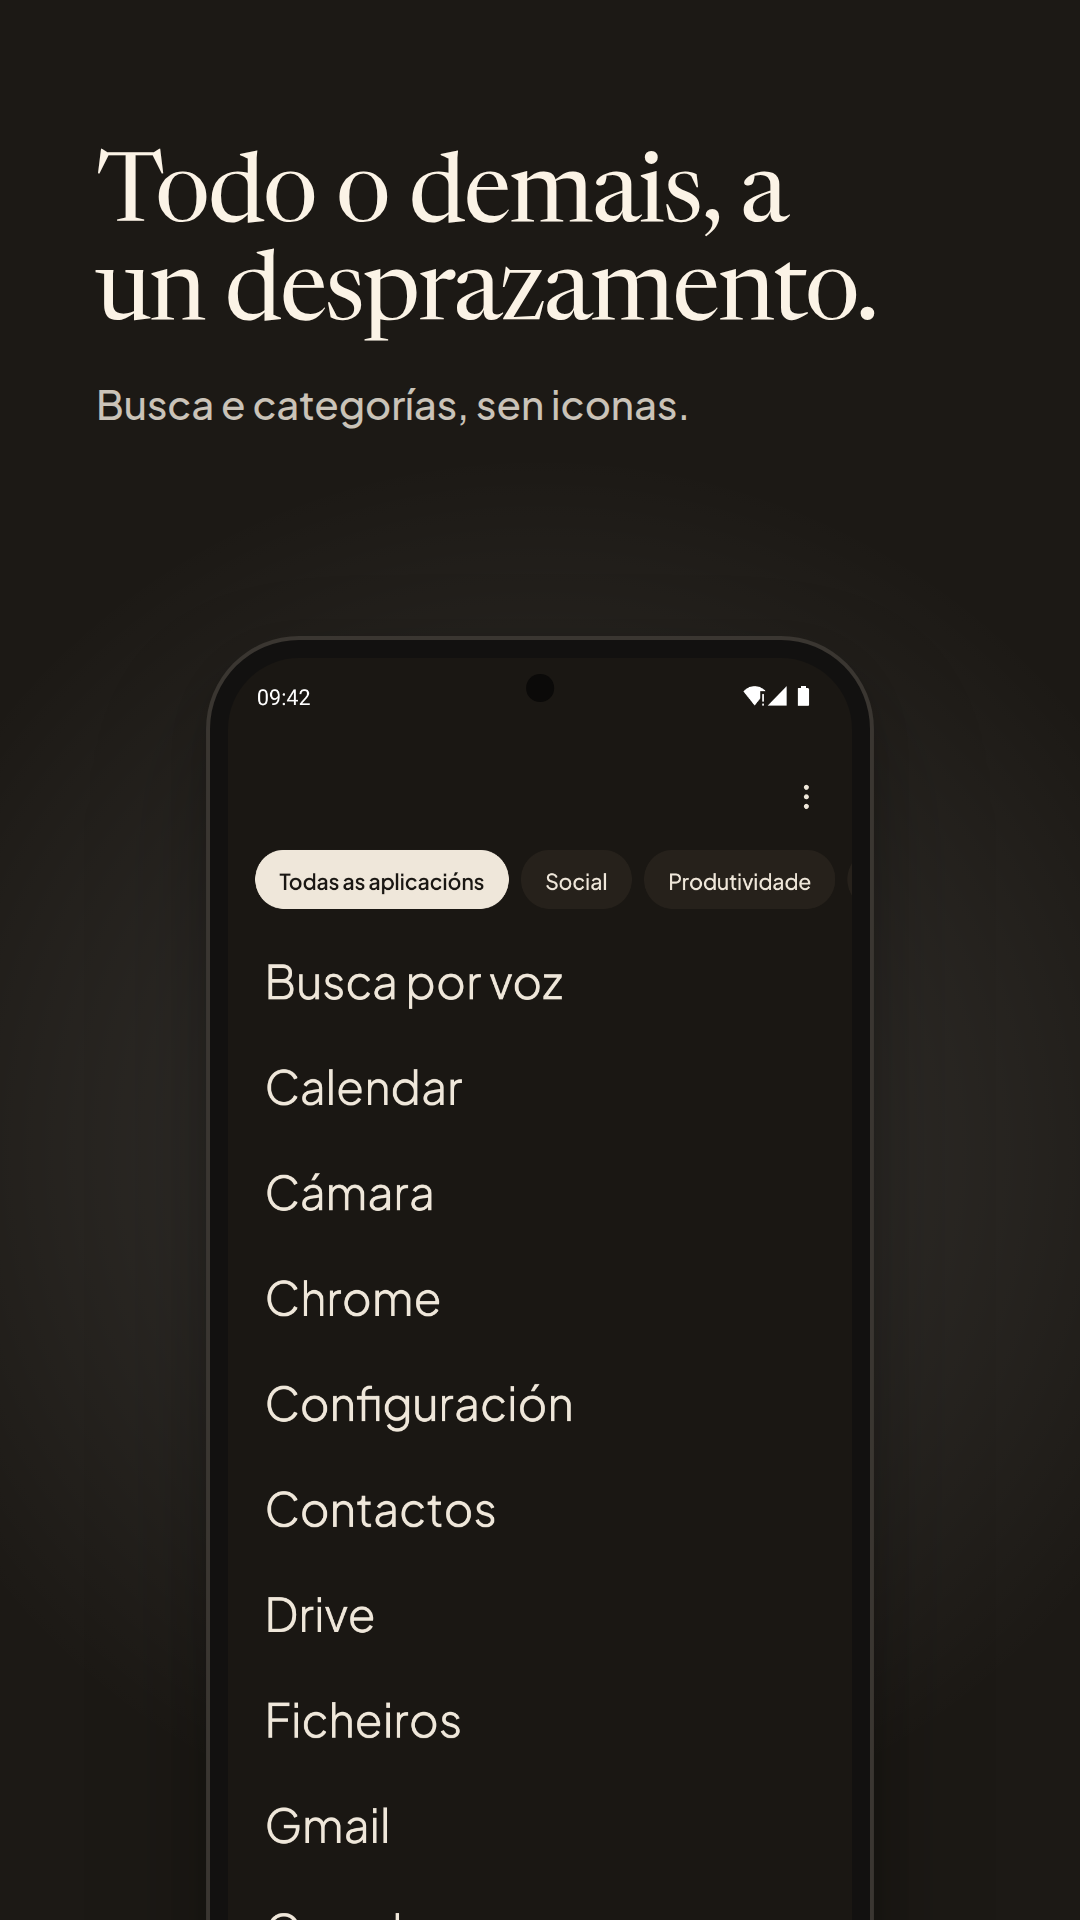 Todo o demais, a
un desprazamento.
Busca e categorías, sen iconas.
09:42
Todas as aplicacións
Social
Produtividade
Busca por voz
Calendar
Cámara
Chrome
Configuración
Contactos
Drive
Ficheiros
Gmail